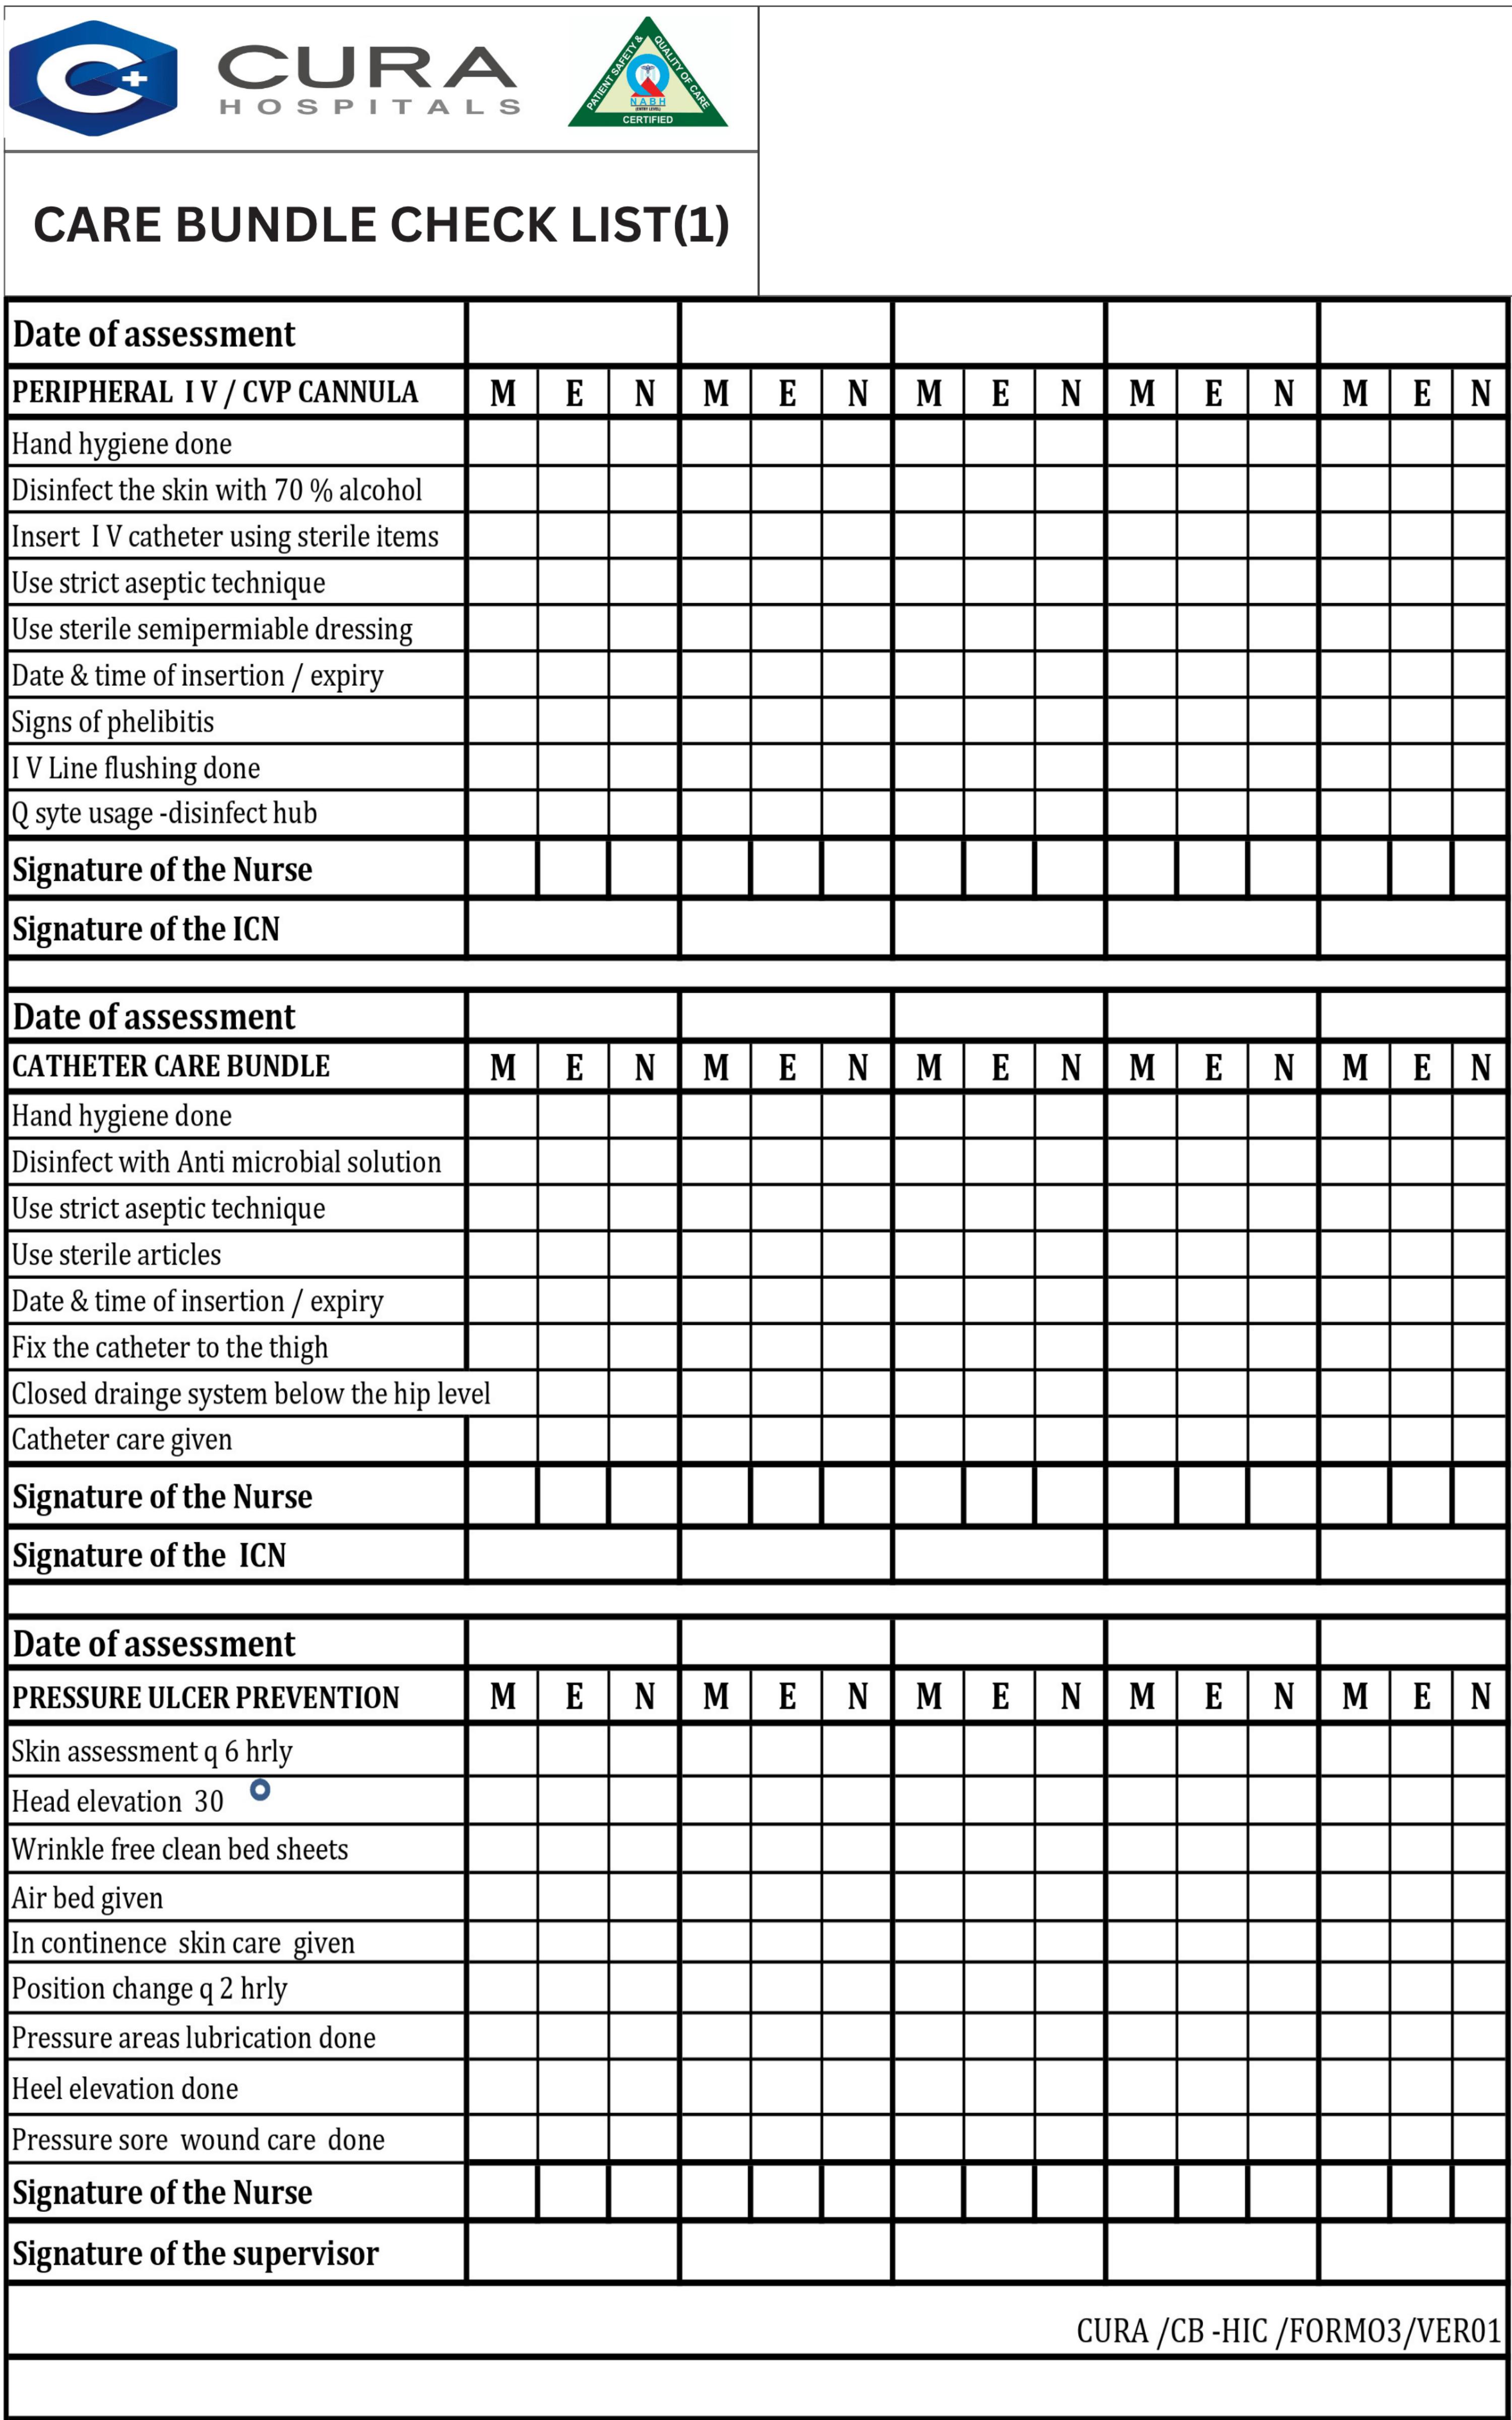 CURA
HOSPITALS
PATIENT SAFETY & QUALITY OF CARE
NABH
(ENTRY LEVEL)
CERTIFIED
CARE BUNDLE CHECK LIST(1)
Date of assessment
PERIPHERAL I V / CVP CANNULA M E N M E N M E N M E N M E N
Hand hygiene done
Disinfect the skin with 70 % alcohol
Insert I V catheter using sterile items
Use strict aseptic technique
Use sterile semipermiable dressing
Date & time of insertion / expiry
Signs of phelibitis
I V Line flushing done
Q syte usage -disinfect hub
Signature of the Nurse
Signature of the ICN
Date of assessment
CATHETER CARE BUNDLE M E N M E N M E N M E N M E N
Hand hygiene done
Disinfect with Anti microbial solution
Use strict aseptic technique
Use sterile articles
Date & time of insertion / expiry
Fix the catheter to the thigh
Closed drainge system below the hip level
Catheter care given
Signature of the Nurse
Signature of the ICN
Date of assessment
PRESSURE ULCER PREVENTION M E N M E N M E N M E N M E N
Skin assessment q 6 hrly
Head elevation 30 °
Wrinkle free clean bed sheets
Air bed given
In continence skin care given
Position change q 2 hrly
Pressure areas lubrication done
Heel elevation done
Pressure sore wound care done
Signature of the Nurse
Signature of the supervisor
CURA /CB -HIC /FORMO3/VER01